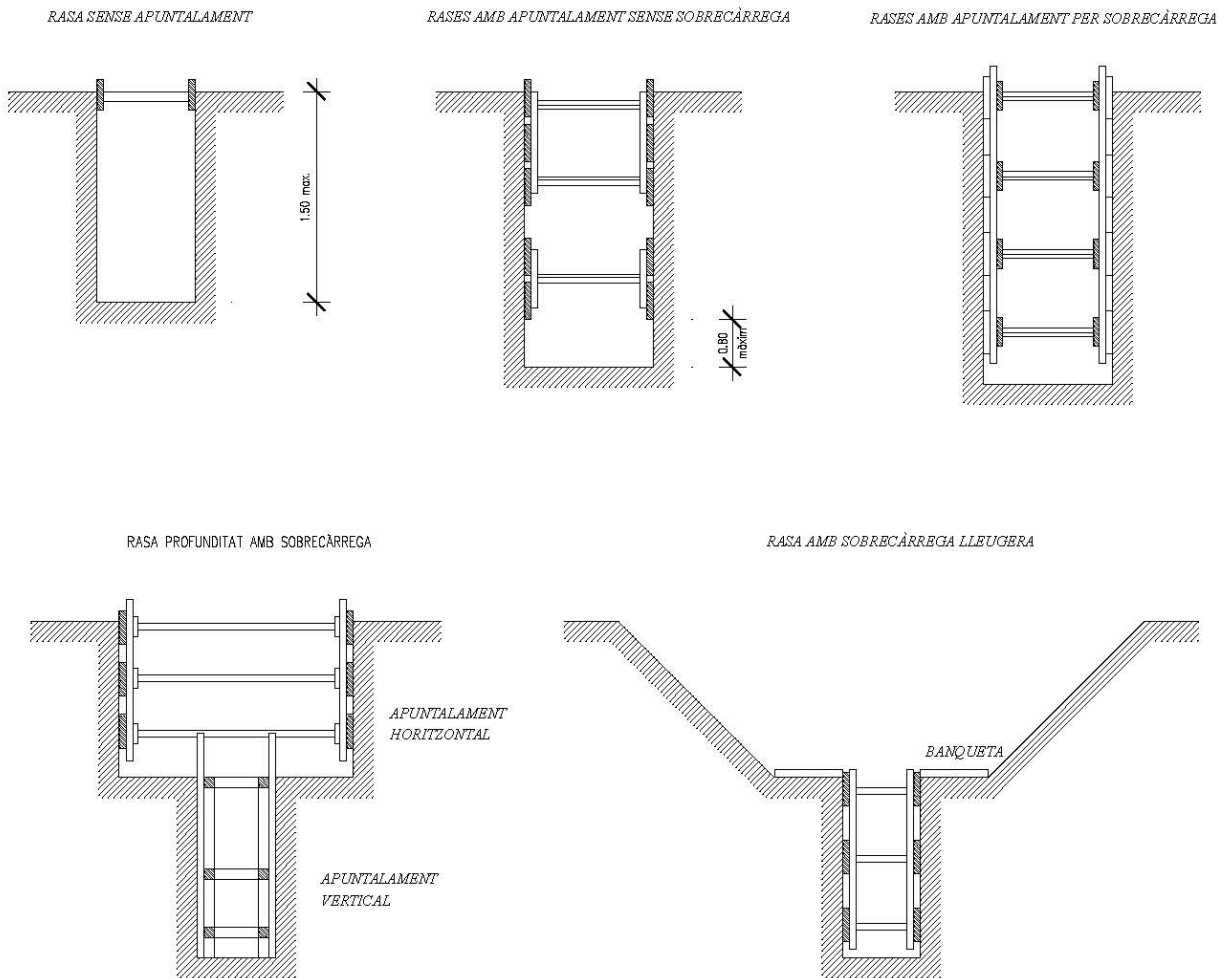 RASA SENSE APUNTALAMENT
RASES AMB APUNTALAMENT SENSE SOBRECÀRREGA
RASES AMB APUNTALAMENT PER SOBRECÀRREGA
1.50 max.
0.80
màxim
RASA PROFUNDITAT AMB SOBRECÀRREGA
RASA AMB SOBRECÀRREGA LLEUGERA
APUNTALAMENT
HORITZONTAL
BANQUETA
APUNTALAMENT
VERTICAL